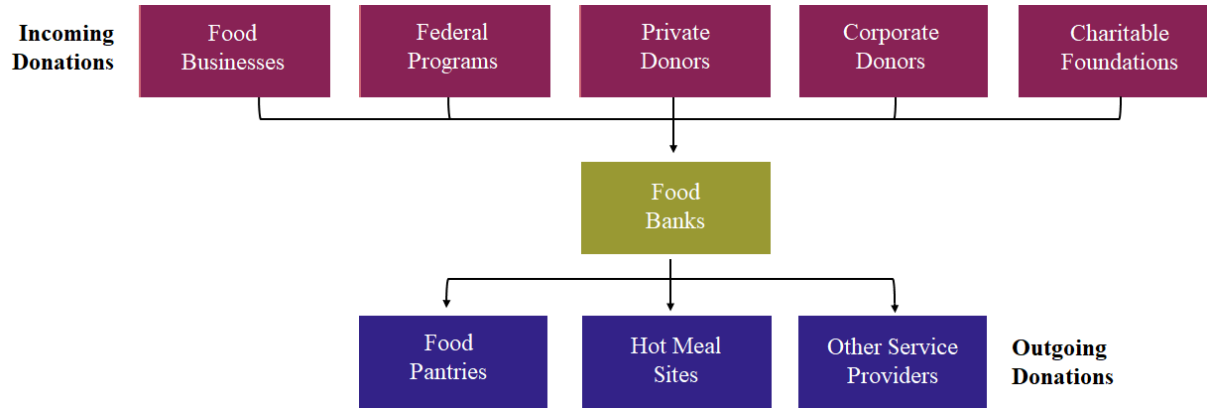 Incoming
Donations
Food
Businesses
Federal
Programs
Private
Donors
Corporate
Donors
Charitable
Foundations
Food
Banks
Food
Pantries
Hot Meal
Sites
Other Service
Providers
Outgoing
Donations